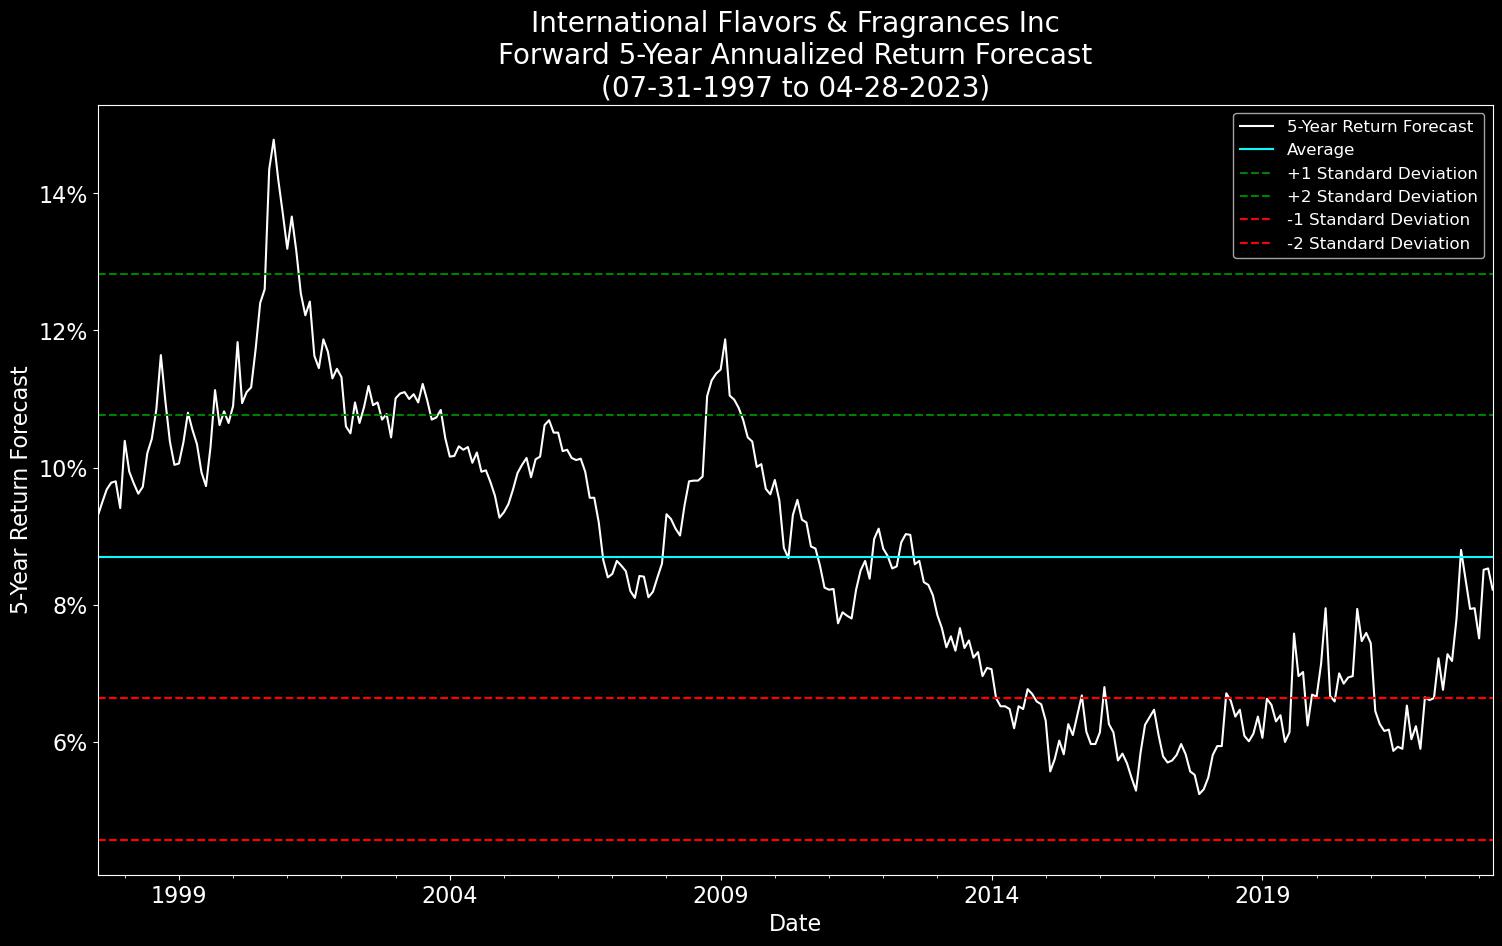 International Flavors & Fragrances Inc
Forward 5-Year Annualized Return Forecast
(07-31-1997 to 04-28-2023)
5-Year Return Forecast
Average
+1 Standard Deviation
+2 Standard Deviation
-1 Standard Deviation
-2 Standard Deviation
14%
12%
10%
8%
6%
5-Year Return Forecast
1999
2004
2009
2014
2019
Date